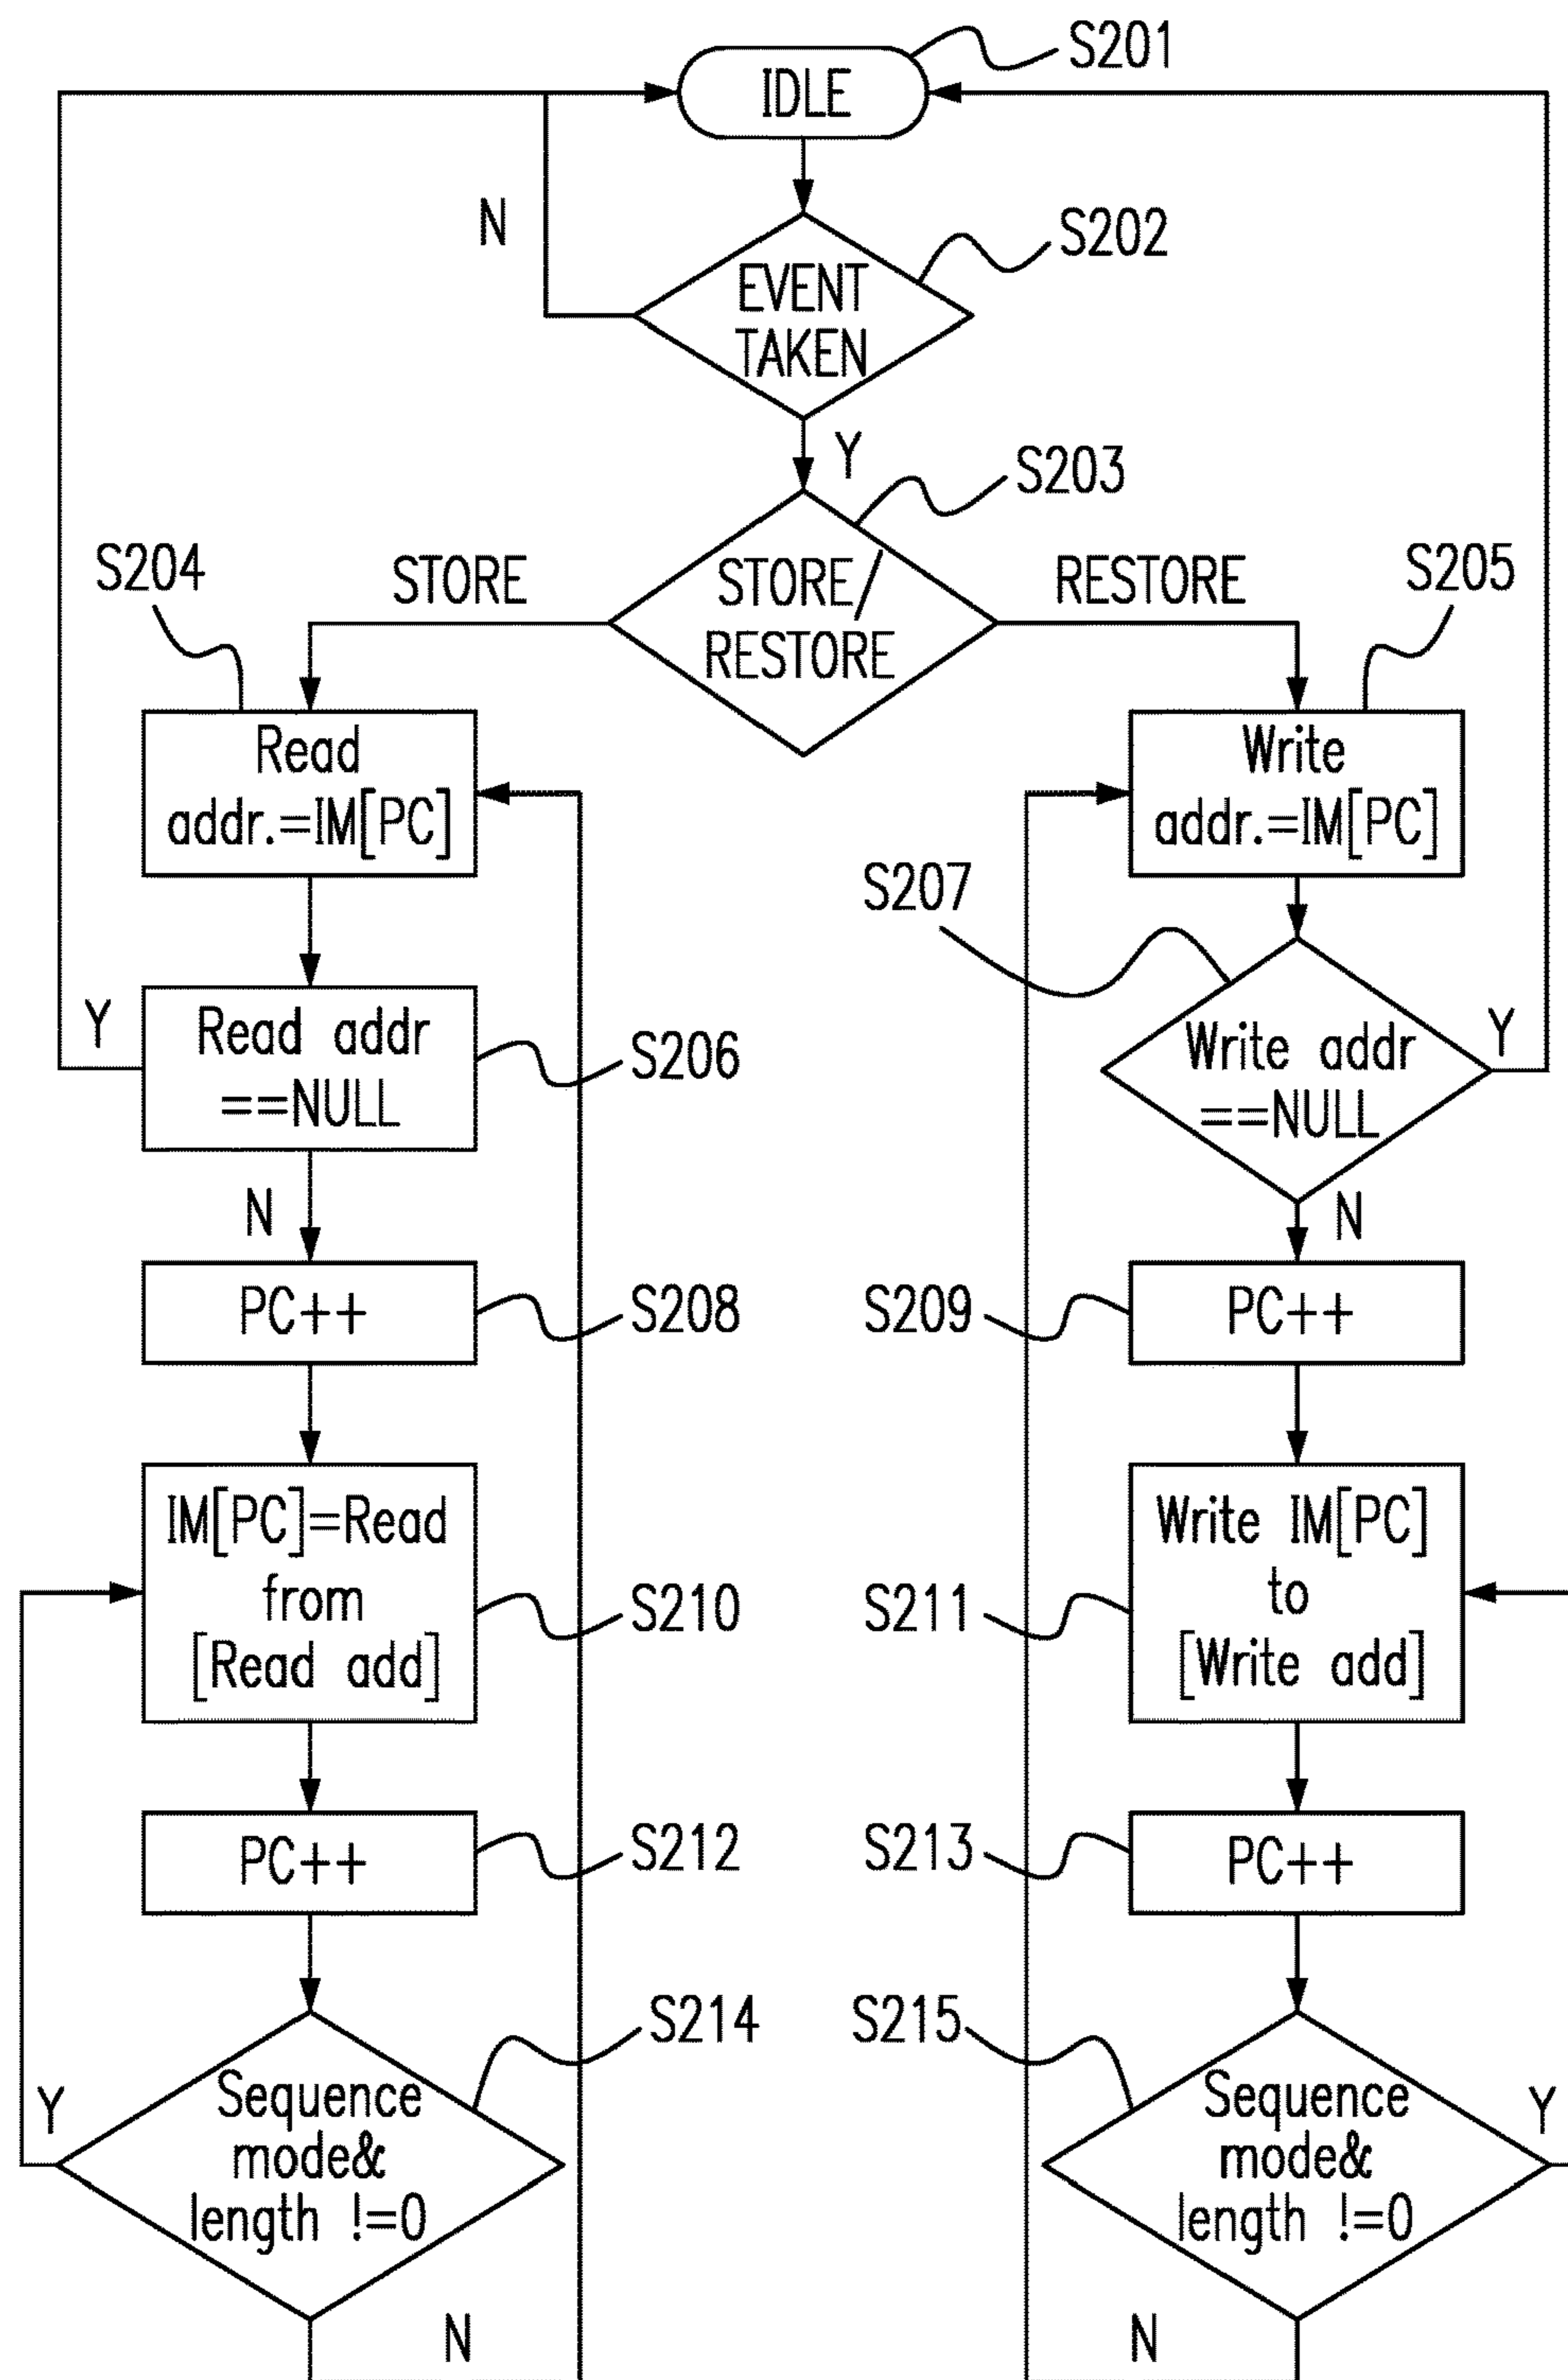 S201
IDLE
N
S202
EVENT
TAKEN
Y
S203
S204
STORE
STORE/
RESTORE
RESTORE
S205
Read
addr.=IM[PC]
Write
addr.=IM[PC]
S207
Y
Read addr
==NULL
S206
Write addr
==NULL
Y
N
N
PC++
S208
S209
PC++
IM[PC]=Read
from
[Read add]
S210
S211
Write IM[PC]
to
[Write add]
PC++
S212
S213
PC++
S214
S215
Y
Sequence
mode&
length !=0
Sequence
mode&
length !=0
Y
N
N